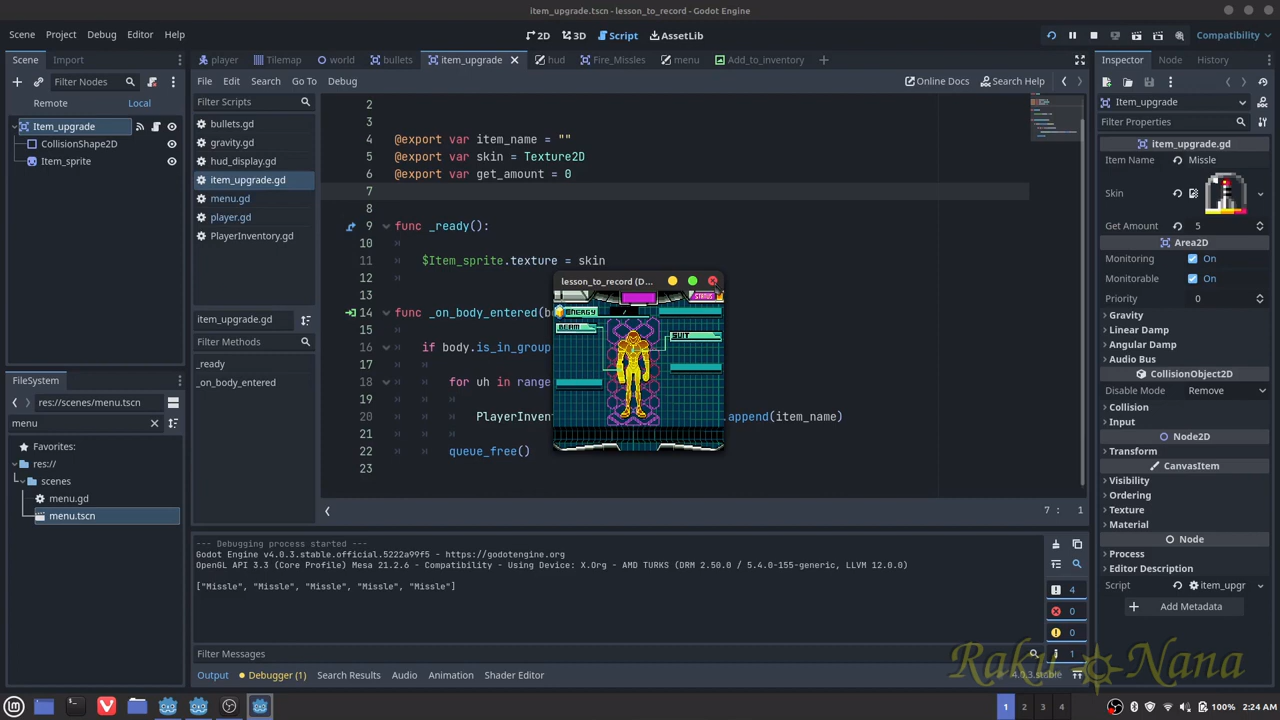 item_upgrade.tscn - lesson_to_record - Godot Engine
Scene Project Debug Editor Help
2D 3D Script AssetLib
Compatibility
Scene Import
player Tilemap world bullets item_upgrade hud Fire_Missles menu Add_to_inventory
Inspector Node History
Filter Nodes
File Edit Search Go To Debug
Online Docs Search Help
Remote Local
Filter Scripts
Item_upgrade
Filter Properties
Item_upgrade
CollisionShape2D
Item_sprite
bullets.gd
gravity.gd
hud_display.gd
item_upgrade.gd
menu.gd
player.gd
PlayerInventory.gd
item_upgrade.gd
Filter Methods
_ready
_on_body_entered
2
3
4 @export var item_name = ""
5 @export var skin = Texture2D
6 @export var get_amount = 0
7
8
9 func _ready():
10
11 $Item_sprite.texture = skin
12
13
14 func _on_body_entered(b
15
16 if body.is_in_group
17
18 for uh in range
19
20 PlayerInven .append(item_name)
21
22 queue_free()
23
7 : 1
lesson_to_record (D...
STATUS
ENERGY
BEAM
SUIT
item_upgrade.gd
Item Name Missle
Skin
Get Amount 5
Area2D
Monitoring On
Monitorable On
Priority 0
Gravity
Linear Damp
Angular Damp
Audio Bus
CollisionObject2D
Disable Mode Remove
Collision
Input
Node2D
Transform
CanvasItem
Visibility
Ordering
Texture
Material
Node
Process
Editor Description
Script item_upgr
Add Metadata
FileSystem
res://scenes/menu.tscn
menu
Favorites:
res://
scenes
menu.gd
menu.tscn
--- Debugging process started ---
Godot Engine v4.0.3.stable.official.5222a99f5 - https://godotengine.org
OpenGL API 3.3 (Core Profile) Mesa 21.2.6 - Compatibility - Using Device: X.Org - AMD TURKS (DRM 2.50.0 / 5.4.0-155-generic, LLVM 12.0.0)
["Missle", "Missle", "Missle", "Missle", "Missle"]
4
0
0
1
Filter Messages
Output Debugger (1) Search Results Audio Animation Shader Editor
4.0.3.stable
Raku Nana
1 2 3 4
100% 2:24 AM